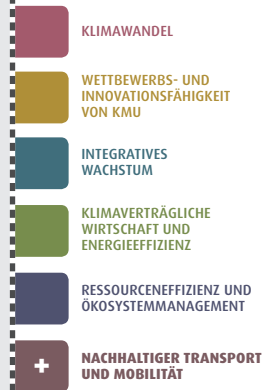 KLIMAWANDEL
WETTBEWERBS- UND
INNOVATIONSFÄHIGKEIT
VON KMU
INTEGRATIVES
WACHSTUM
KLIMAVERTRÄGLICHE
WIRTSCHAFT UND
ENERGIEEFFIZIENZ
RESSOURCENEFFIZIENZ UND
ÖKOSYSTEMMANAGEMENT
+ NACHHALTIGER TRANSPORT
UND MOBILITÄT